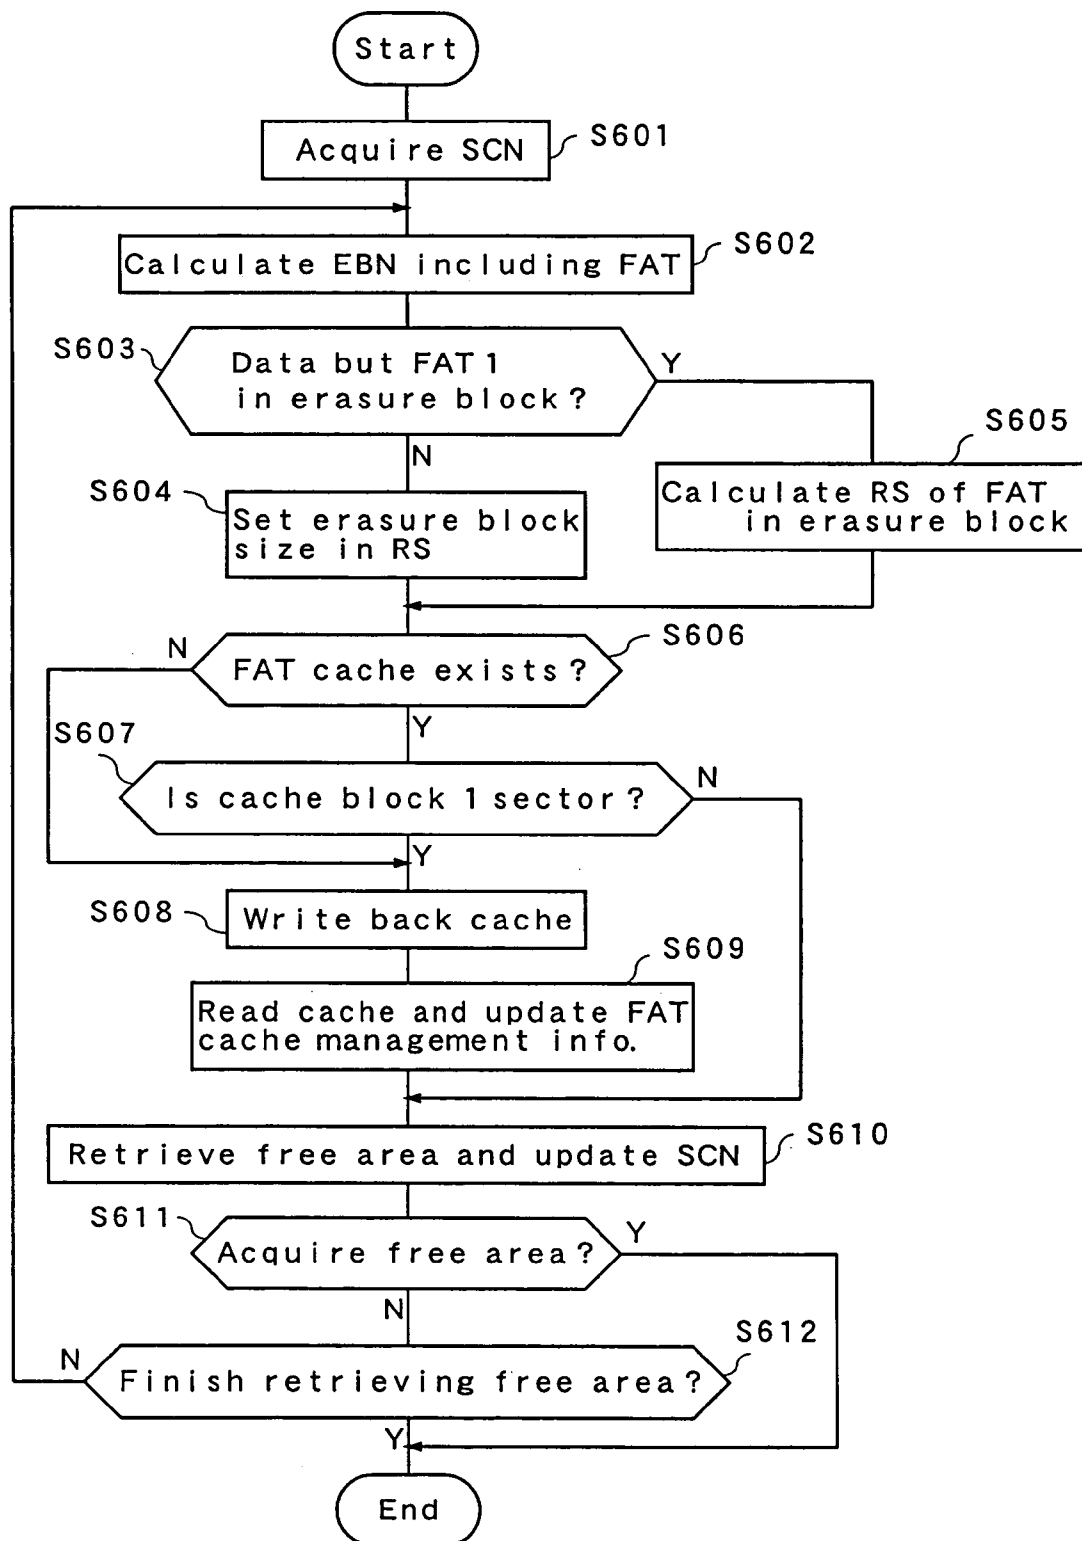 Start
Acquire SCN
S601
Calculate EBN including FAT
S602
S603
Data but FAT1
in erasure block?
Y
N
S604
Set erasure block
size in RS
S605
Calculate RS of FAT
in erasure block
S606
N
FAT cache exists?
Y
S607
Is cache block 1 sector?
N
Y
S608
Write back cache
S609
Read cache and update FAT
cache management info.
S610
Retrieve free area and update SCN
S611
Acquire free area?
Y
N
S612
N
Finish retrieving free area?
Y
End